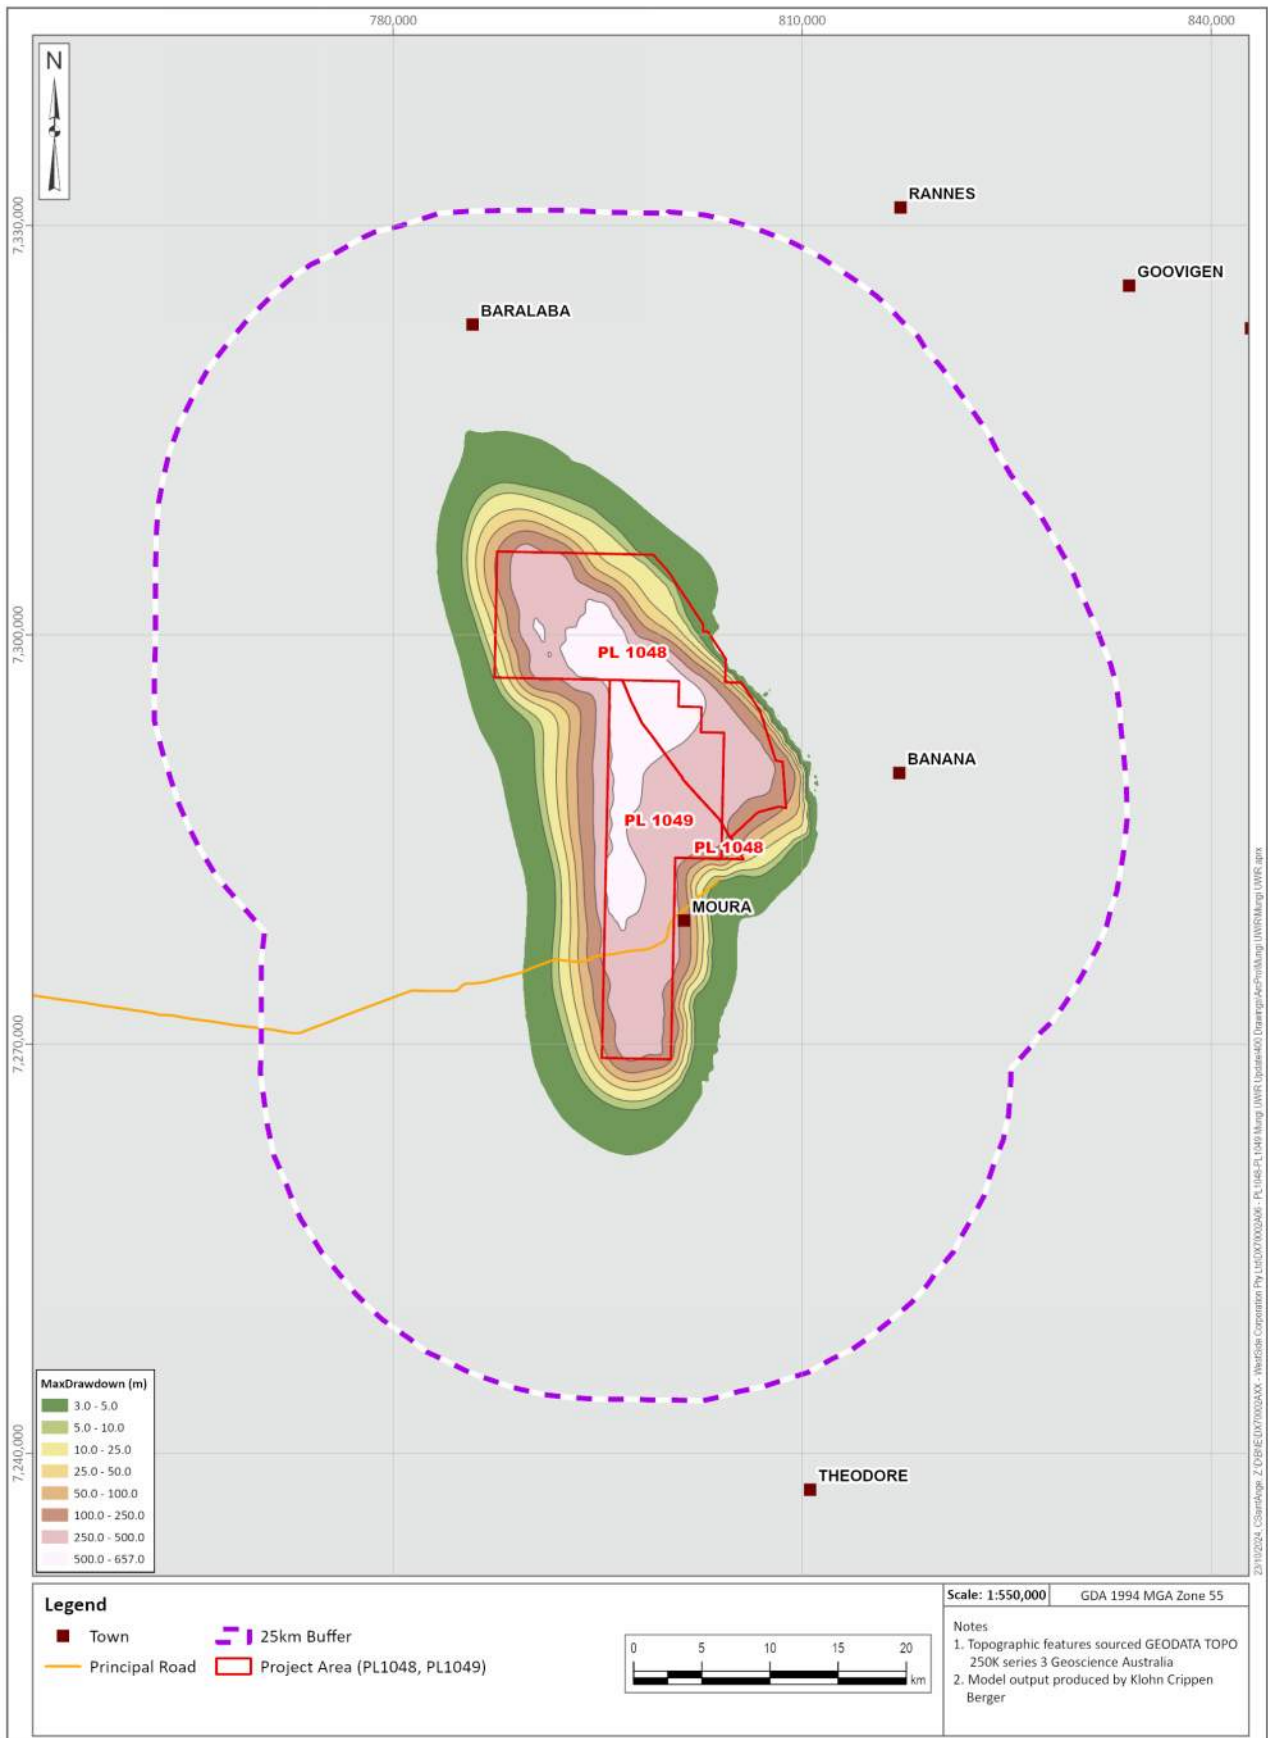 780,000
810,000
840,000
N
7,330,000
7,300,000
7,270,000
7,240,000
RANNES
GOOVIGEN
BARALABA
PL 1048
BANANA
PL 1049
PL 1048
MOURA
THEODORE
MaxDrawdown (m)
3.0 - 5.0
5.0 - 10.0
10.0 - 25.0
25.0 - 50.0
50.0 - 100.0
100.0 - 250.0
250.0 - 500.0
500.0 - 657.0
Legend
Town
25km Buffer
Principal Road
Project Area (PL1048, PL1049)
0 5 10 15 20
km
Scale: 1:550,000
GDA 1994 MGA Zone 55
Notes
1. Topographic features sourced GEODATA TOPO
250K series 3 Geoscience Australia
2. Model output produced by Klohn Crippen
Berger